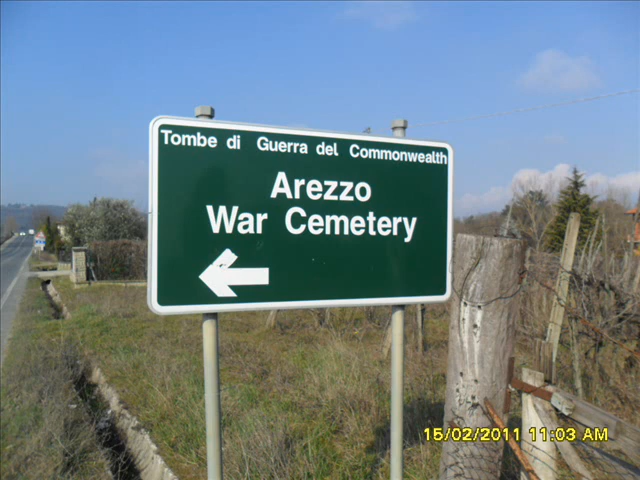 Tombe di Guerra del Commonwealth
Arezzo
War Cemetery
15/02/2011 11:03 AM